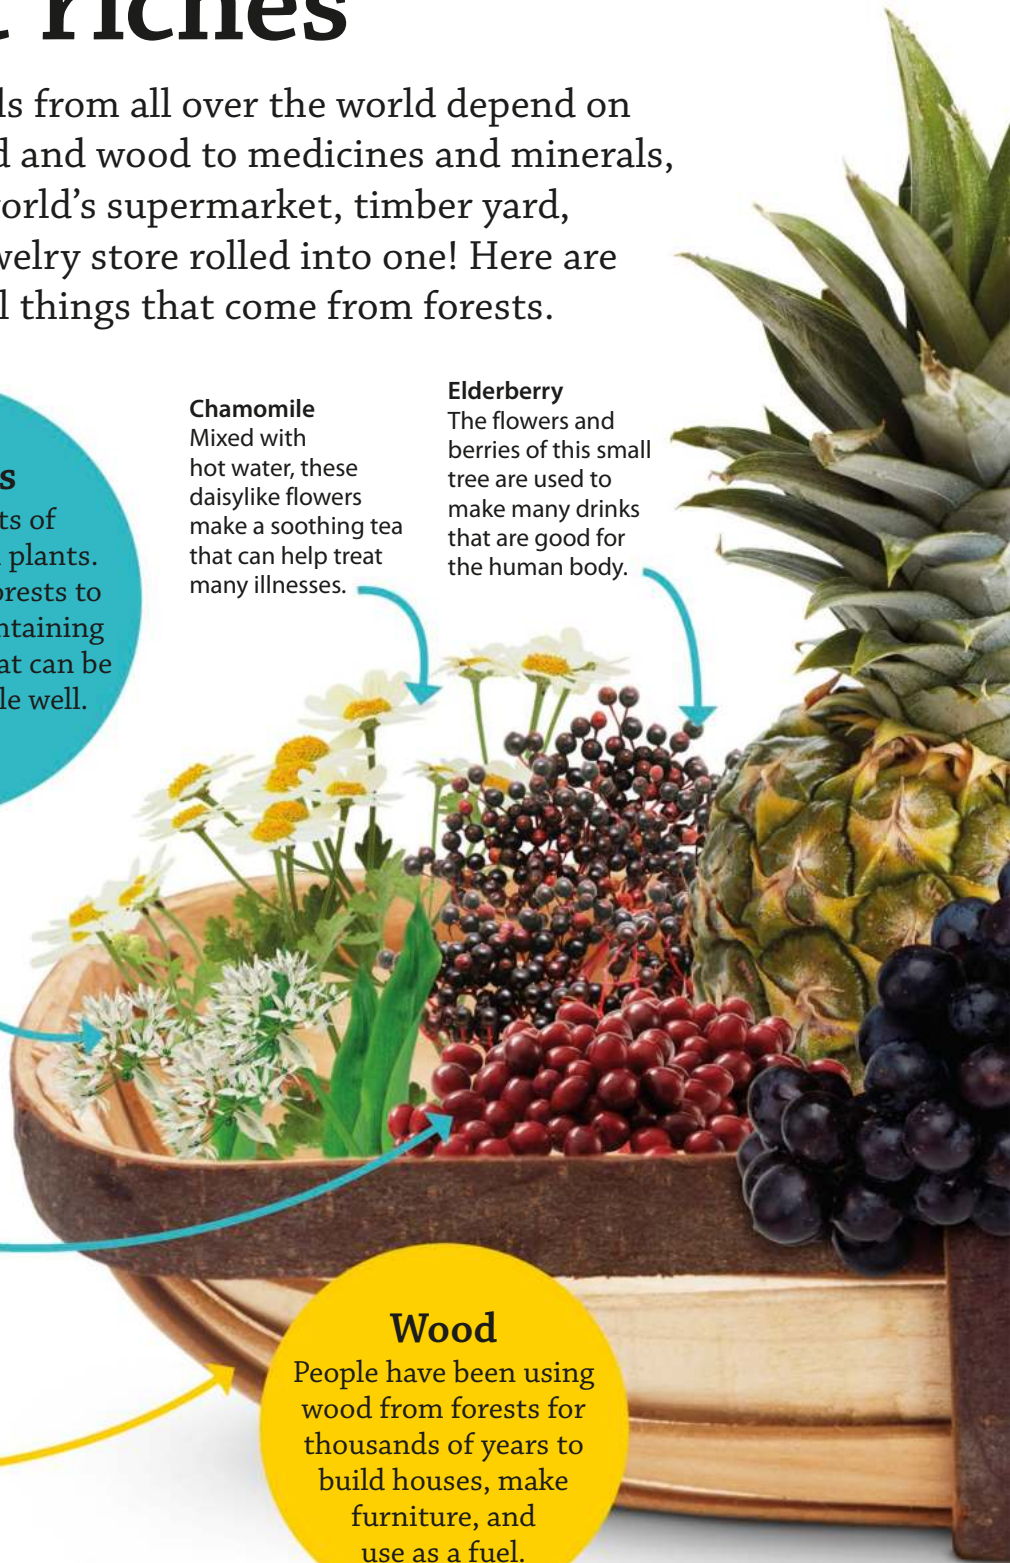 riches
ls from all over the world depend on
d and wood to medicines and minerals,
orld's supermarket, timber yard,
welry store rolled into one! Here are
l things that come from forests.
Chamomile
Mixed with
hot water, these
daisylike flowers
make a soothing tea
that can help treat
many illnesses.
Elderberry
The flowers and
berries of this small
tree are used to
make many drinks
that are good for
the human body.
s
ts of
plants.
orests to
ntaining
at can be
le well.
Wood
People have been using
wood from forests for
thousands of years to
build houses, make
furniture, and
use as a fuel.